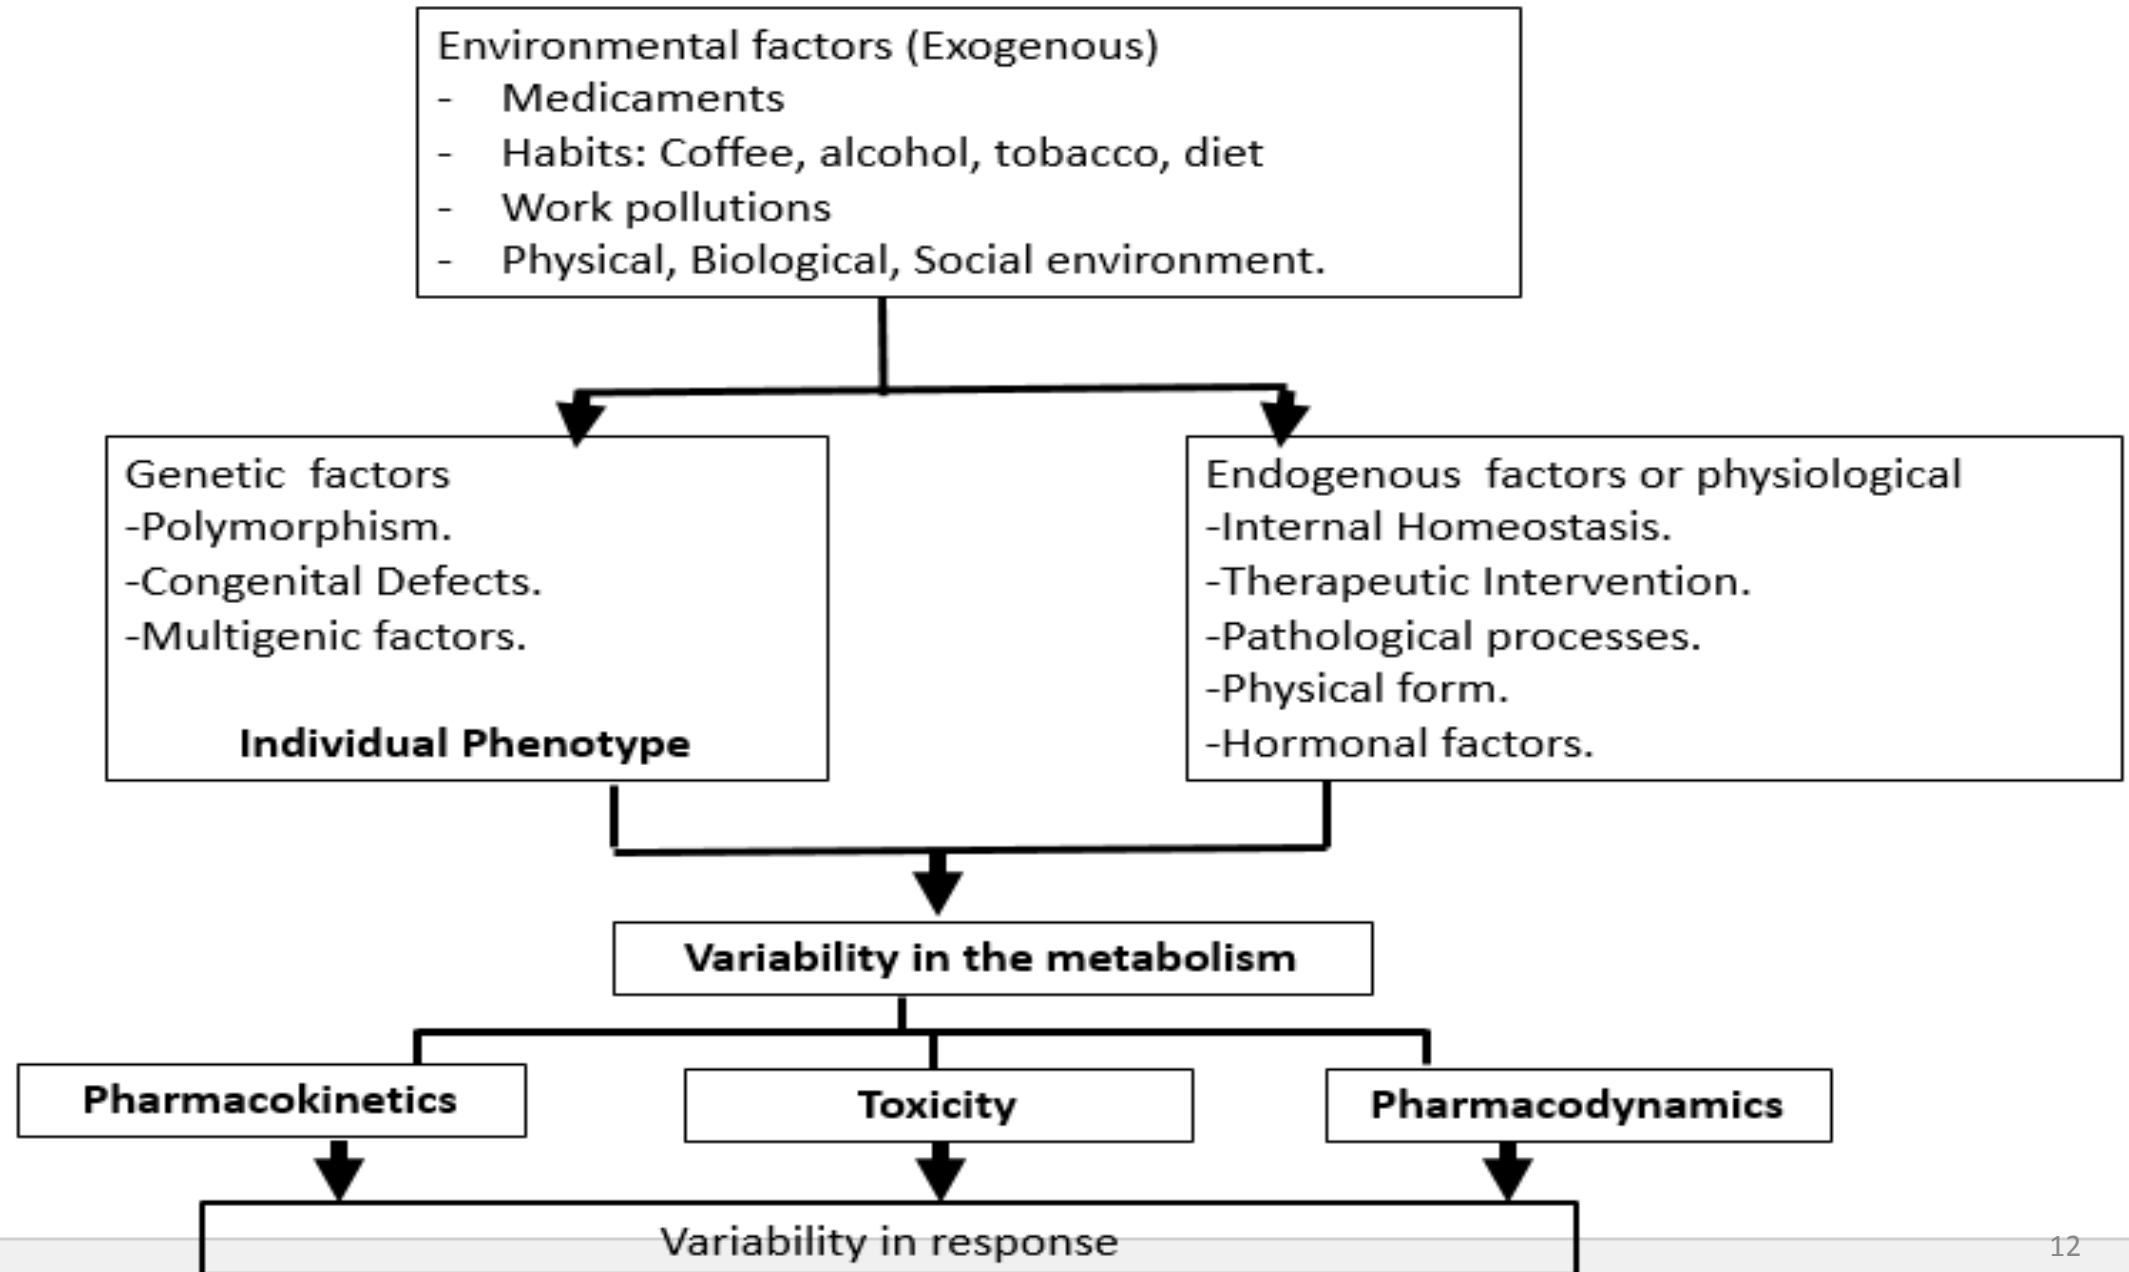 Environmental factors (Exogenous)
- Medicaments
- Habits: Coffee, alcohol, tobacco, diet
- Work pollutions
- Physical, Biological, Social environment.
Genetic  factors
-Polymorphism.
-Congenital Defects.
-Multigenic factors.
Individual Phenotype
Endogenous  factors or physiological
-Internal Homeostasis.
-Therapeutic Intervention.
-Pathological processes.
-Physical form.
-Hormonal factors.
Variability in the metabolism
Pharmacokinetics
Toxicity
Pharmacodynamics
Variability in response
12